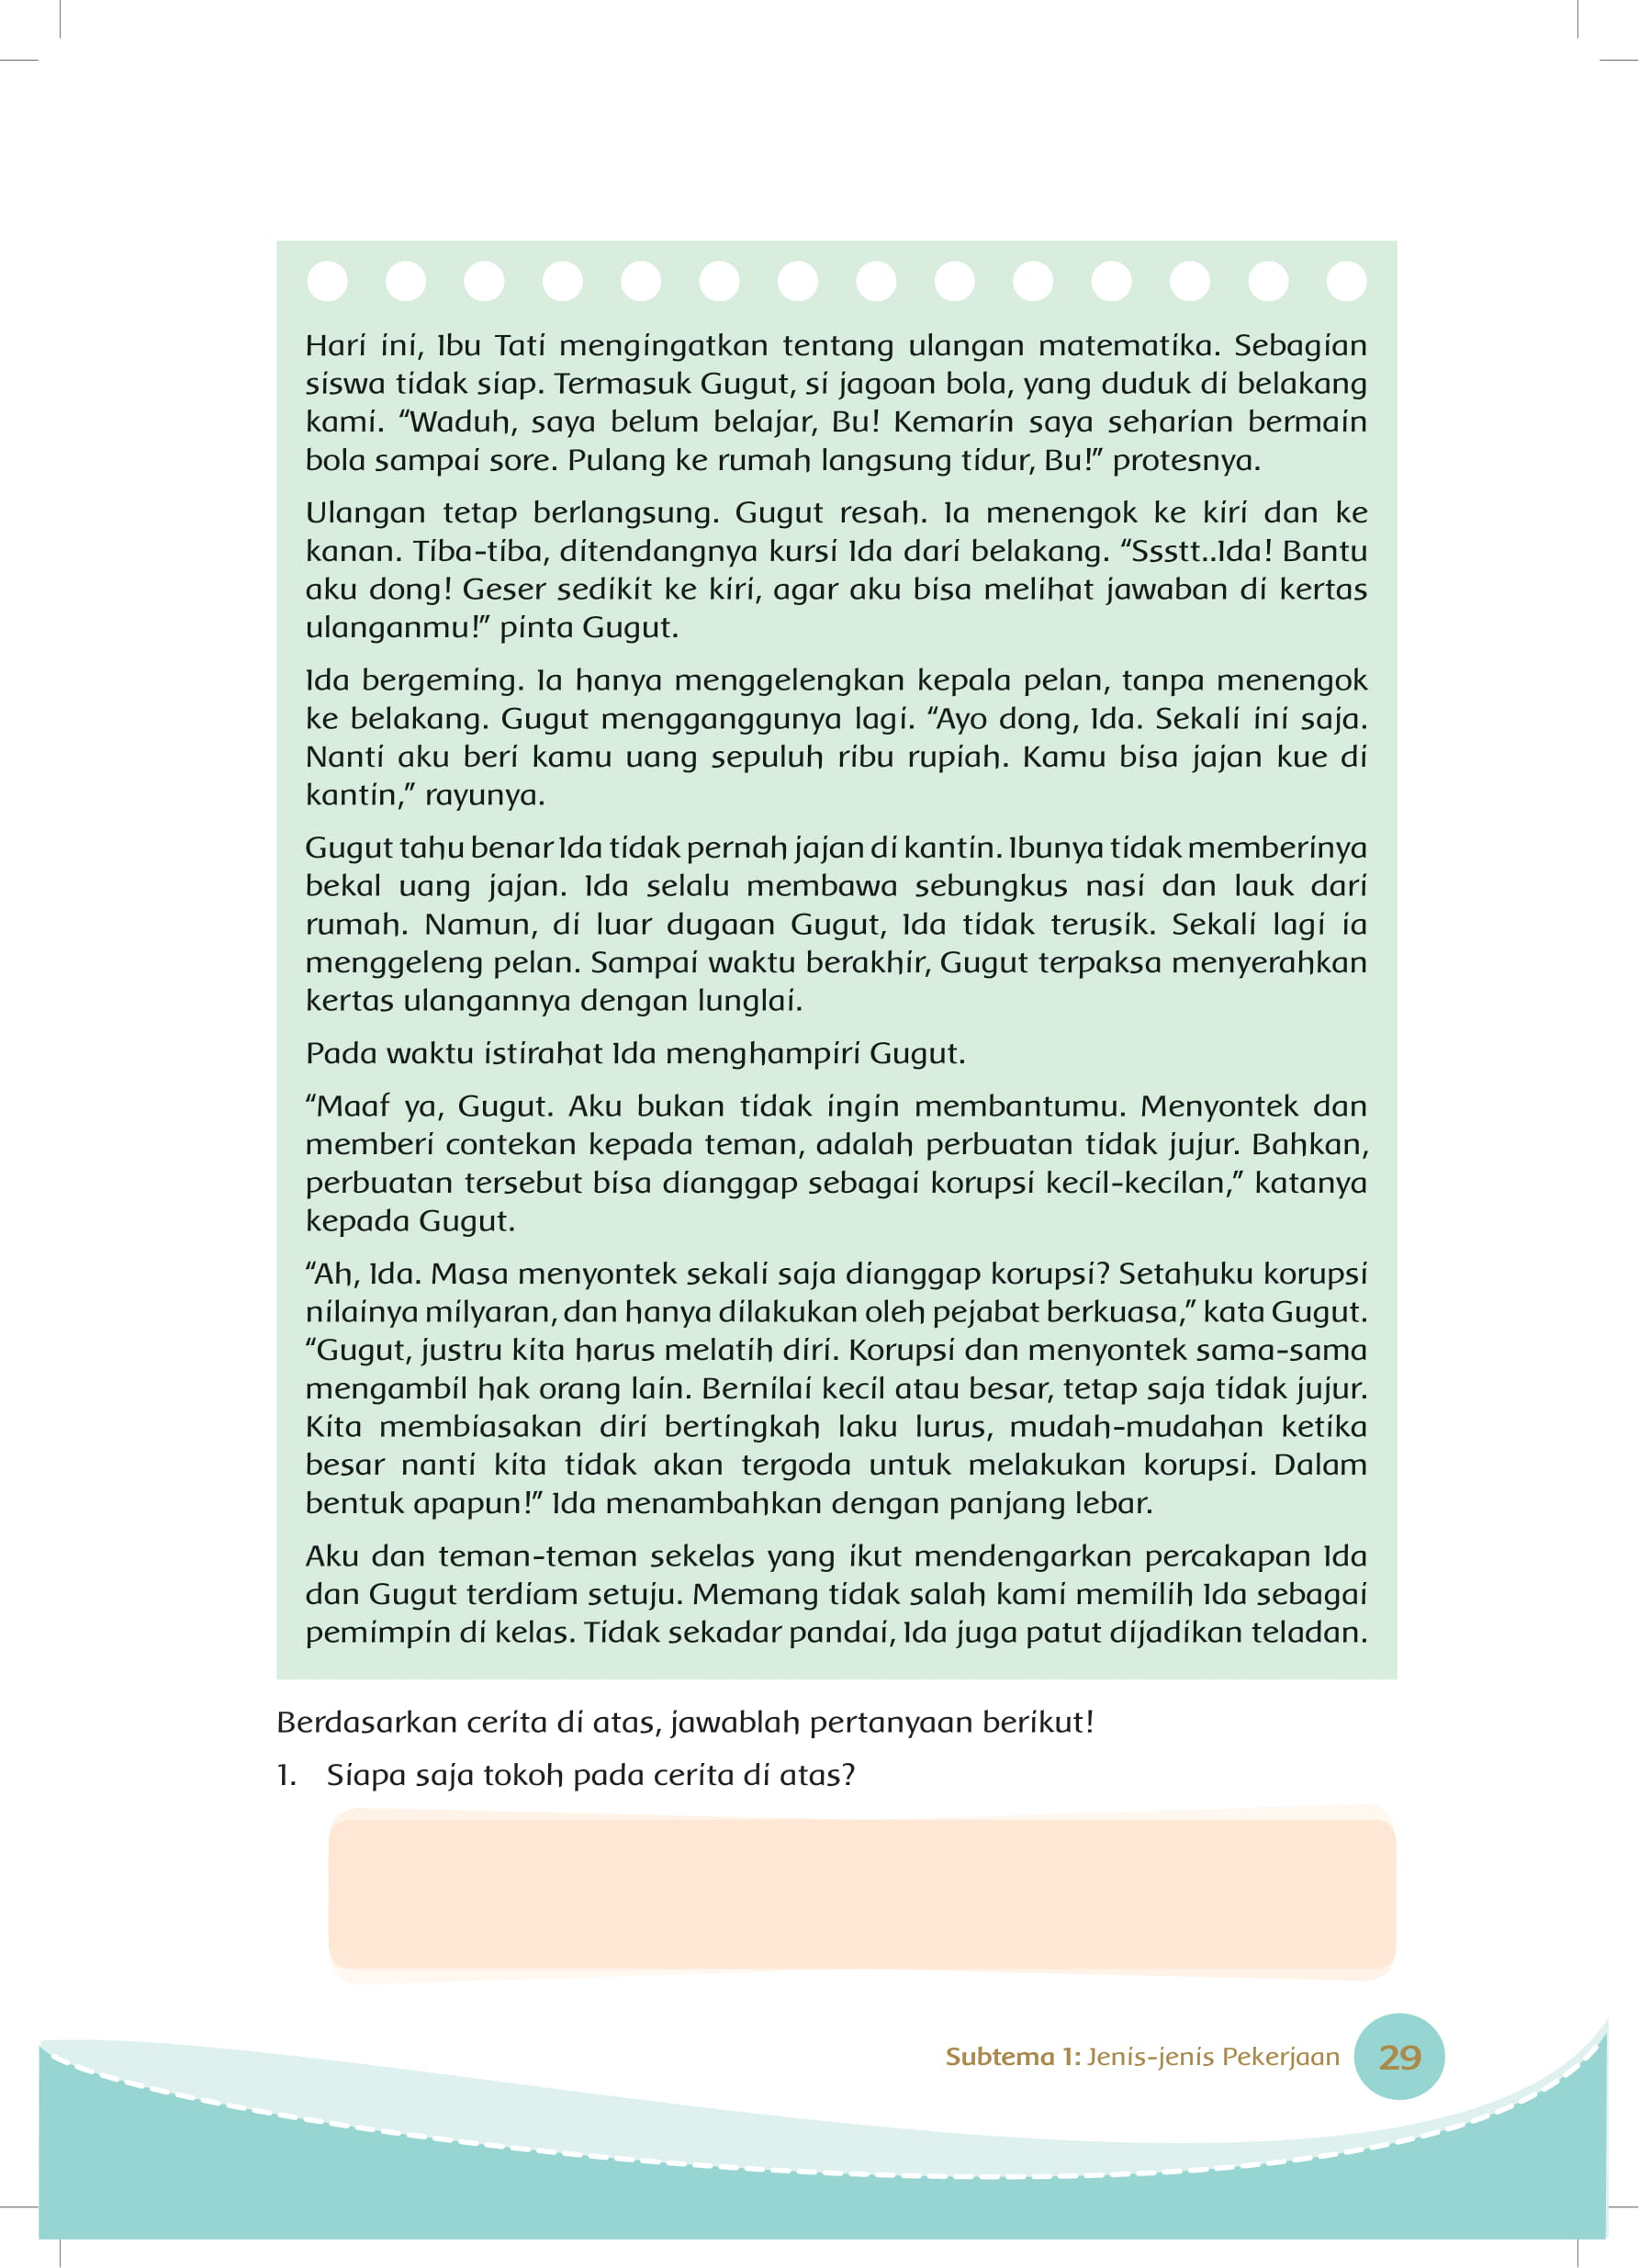 Hari ini, Ibu Tati mengingatkan tentang ulangan matematika. Sebagian
siswa tidak siap. Termasuk Gugut, si jagoan bola, yang duduk di belakang
kami. “Waduh, saya belum belajar, Bu! Kemarin saya seharian bermain
bola sampai sore. Pulang ke rumah langsung tidur, Bu!” protesnya.
Ulangan tetap berlangsung. Gugut resah. Ia menengok ke kiri dan ke
kanan. Tiba-tiba, ditendangnya kursi Ida dari belakang. “Ssstt..Ida! Bantu
aku dong! Geser sedikit ke kiri, agar aku bisa melihat jawaban di kertas
ulanganmu!” pinta Gugut.
Ida bergeming. Ia hanya menggelengkan kepala pelan, tanpa menengok
ke belakang. Gugut mengganggunya lagi. “Ayo dong, Ida. Sekali ini saja.
Nanti aku beri kamu uang sepuluh ribu rupiah. Kamu bisa jajan kue di
kantin,” rayunya.
Gugut tahu benar Ida tidak pernah jajan di kantin. Ibunya tidak memberinya
bekal uang jajan. Ida selalu membawa sebungkus nasi dan lauk dari
rumah. Namun, di luar dugaan Gugut, Ida tidak terusik. Sekali lagi ia
menggeleng pelan. Sampai waktu berakhir, Gugut terpaksa menyerahkan
kertas ulangannya dengan lunglai.
Pada waktu istirahat Ida menghampiri Gugut.
“Maaf ya, Gugut. Aku bukan tidak ingin membantumu. Menyontek dan
memberi contekan kepada teman, adalah perbuatan tidak jujur. Bahkan,
perbuatan tersebut bisa dianggap sebagai korupsi kecil-kecilan,” katanya
kepada Gugut.
“Ah, Ida. Masa menyontek sekali saja dianggap korupsi? Setahuku korupsi
nilainya milyaran, dan hanya dilakukan oleh pejabat berkuasa,” kata Gugut.
“Gugut, justru kita harus melatih diri. Korupsi dan menyontek sama-sama
mengambil hak orang lain. Bernilai kecil atau besar, tetap saja tidak jujur.
Kita membiasakan diri bertingkah laku lurus, mudah-mudahan ketika
besar nanti kita tidak akan tergoda untuk melakukan korupsi. Dalam
bentuk apapun!” Ida menambahkan dengan panjang lebar.
Aku dan teman-teman sekelas yang ikut mendengarkan percakapan Ida
dan Gugut terdiam setuju. Memang tidak salah kami memilih Ida sebagai
pemimpin di kelas. Tidak sekadar pandai, Ida juga patut dijadikan teladan.
Berdasarkan cerita di atas, jawablah pertanyaan berikut!
1. Siapa saja tokoh pada cerita di atas?
Subtema 1: Jenis-jenis Pekerjaan 29